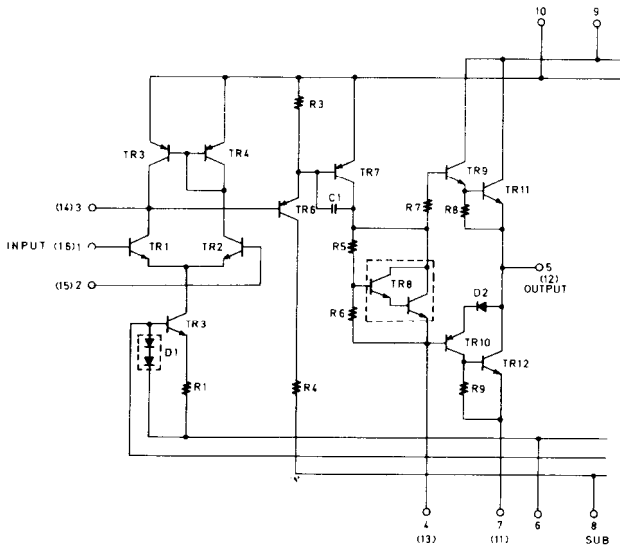 10
9
R3
TR3
TR4
TR7
TR9
TR11
C1
R7
R8
(14) 3
TR6
INPUT (16) 1
TR1
TR2
R5
TR8
5
(12)
OUTPUT
(15) 2
R6
D2
TR3
D1
TR10
TR12
R1
R4
R9
4
(13)
7
(11)
6
8
SUB